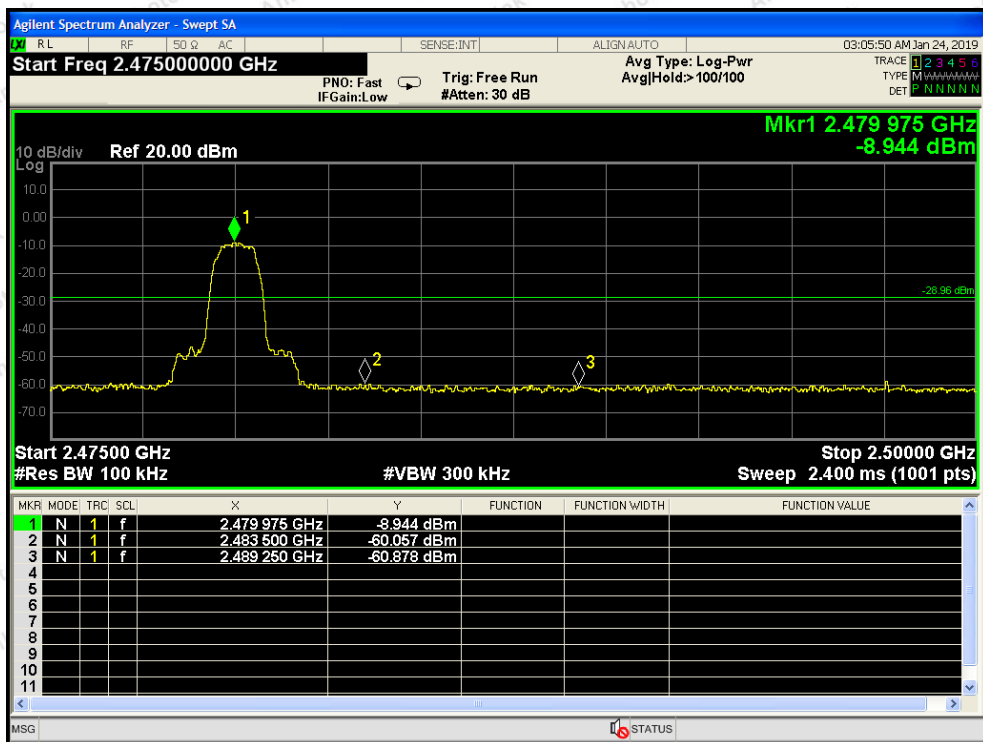 Agilent Spectrum Analyzer - Swept SA
LXI RL RF 50 Ω AC SENSE:INT ALIGN AUTO 03:05:50 AM Jan 24, 2019
Start Freq 2.475000000 GHz
PNO: Fast
IFGain:Low
Trig: Free Run
#Atten: 30 dB
Avg Type: Log-Pwr
Avg|Hold:>100/100
TRACE 1 2 3 4 5 6
TYPE MWWWWW
DET P N N N N N
Mkr1 2.479 975 GHz
-8.944 dBm
10 dB/div Ref 20.00 dBm
Log
10.0
0.00
-10.0
-20.0
-30.0
-40.0
-50.0
-60.0
-70.0
1
2
3
-28.96 dBm
Start 2.47500 GHz Stop 2.50000 GHz
#Res BW 100 kHz #VBW 300 kHz Sweep 2.400 ms (1001 pts)
MKR MODE TRC SCL X Y FUNCTION FUNCTION WIDTH FUNCTION VALUE
1 N 1 f 2.479 975 GHz -8.944 dBm
2 N 1 f 2.483 500 GHz -60.057 dBm
3 N 1 f 2.489 250 GHz -60.878 dBm
4
5
6
7
8
9
10
11
MSG STATUS